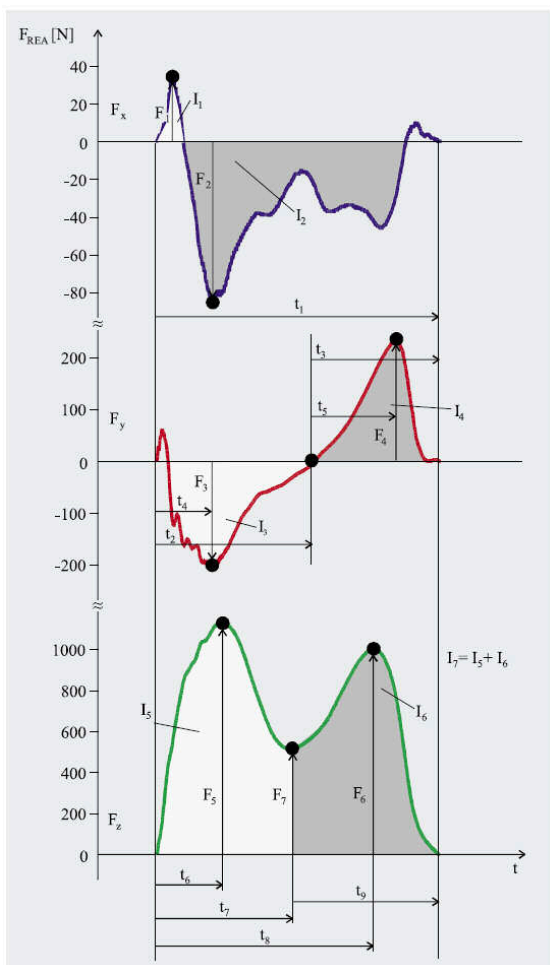 F_REA [N]
40
F_x
I_1
20
F_1
0
-20
F_2
I_2
-40
-60
-80
t_1
≈
200
t_3
100
t_5
F_y
F_4
I_4
0
F_3
t_4
-100
t_2
I_3
-200
≈
1000
I_7= I_5+ I_6
800
I_5
I_6
600
400
F_5
F_7
F_6
200
F_z
0
t
t_6
t_9
t_7
t_8